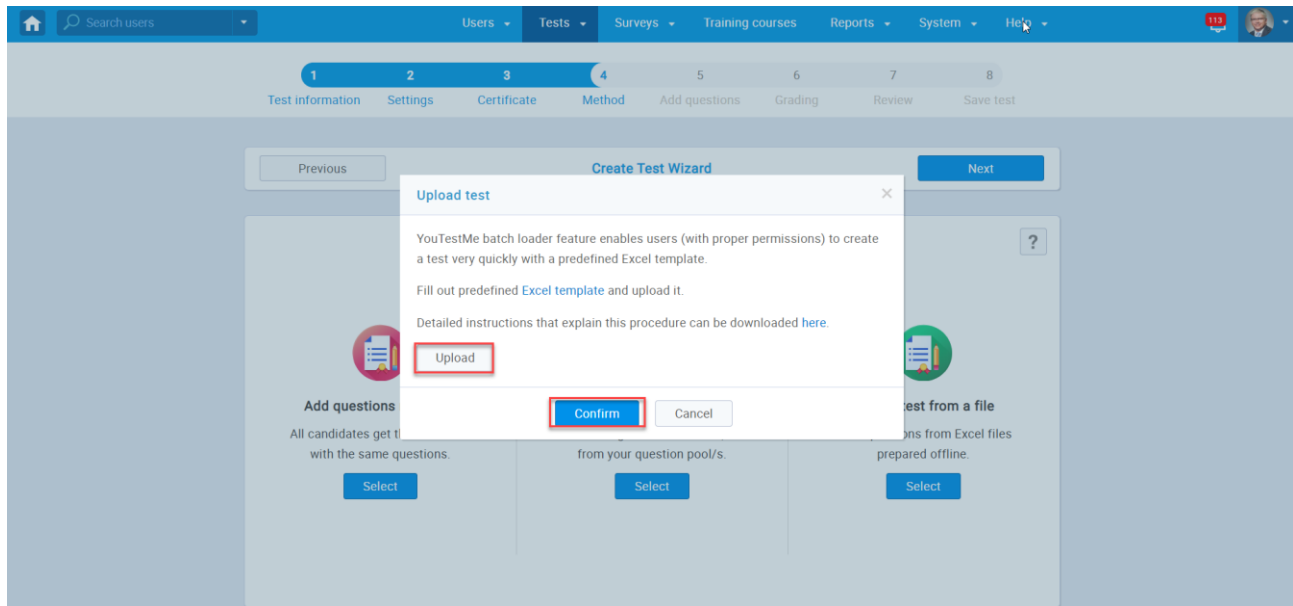 Search users
Users
Tests
Surveys
Training courses
Reports
System
Help
113
1
2
3
4
5
6
7
8
Test information
Settings
Certificate
Method
Add questions
Grading
Review
Save test
Previous
Create Test Wizard
Next
Upload test
×
YouTestMe batch loader feature enables users (with proper permissions) to create
a test very quickly with a predefined Excel template.
Fill out predefined Excel template and upload it.
Detailed instructions that explain this procedure can be downloaded here.
Upload
Confirm
Cancel
?
Add questions
All candidates get
with the same questions.
Select
from your question pool/s.
Select
test from a file
from Excel files
prepared offline.
Select